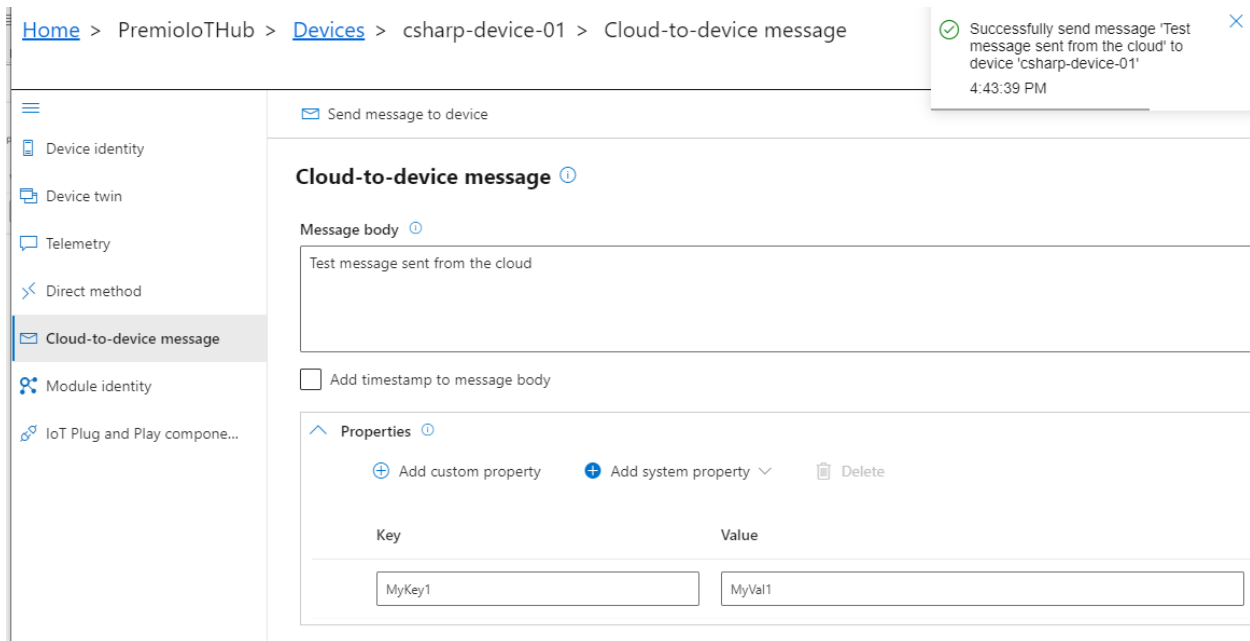 Home > PremioIoTHub > Devices > csharp-device-01 > Cloud-to-device message
Successfully send message 'Test
message sent from the cloud' to
device 'csharp-device-01'
4:43:39 PM
Device identity
Device twin
Telemetry
Direct method
Cloud-to-device message
Module identity
IoT Plug and Play compone...
Send message to device
Cloud-to-device message
Message body
Test message sent from the cloud
Add timestamp to message body
Properties
Add custom property Add system property Delete
Key Value
MyKey1 MyVal1